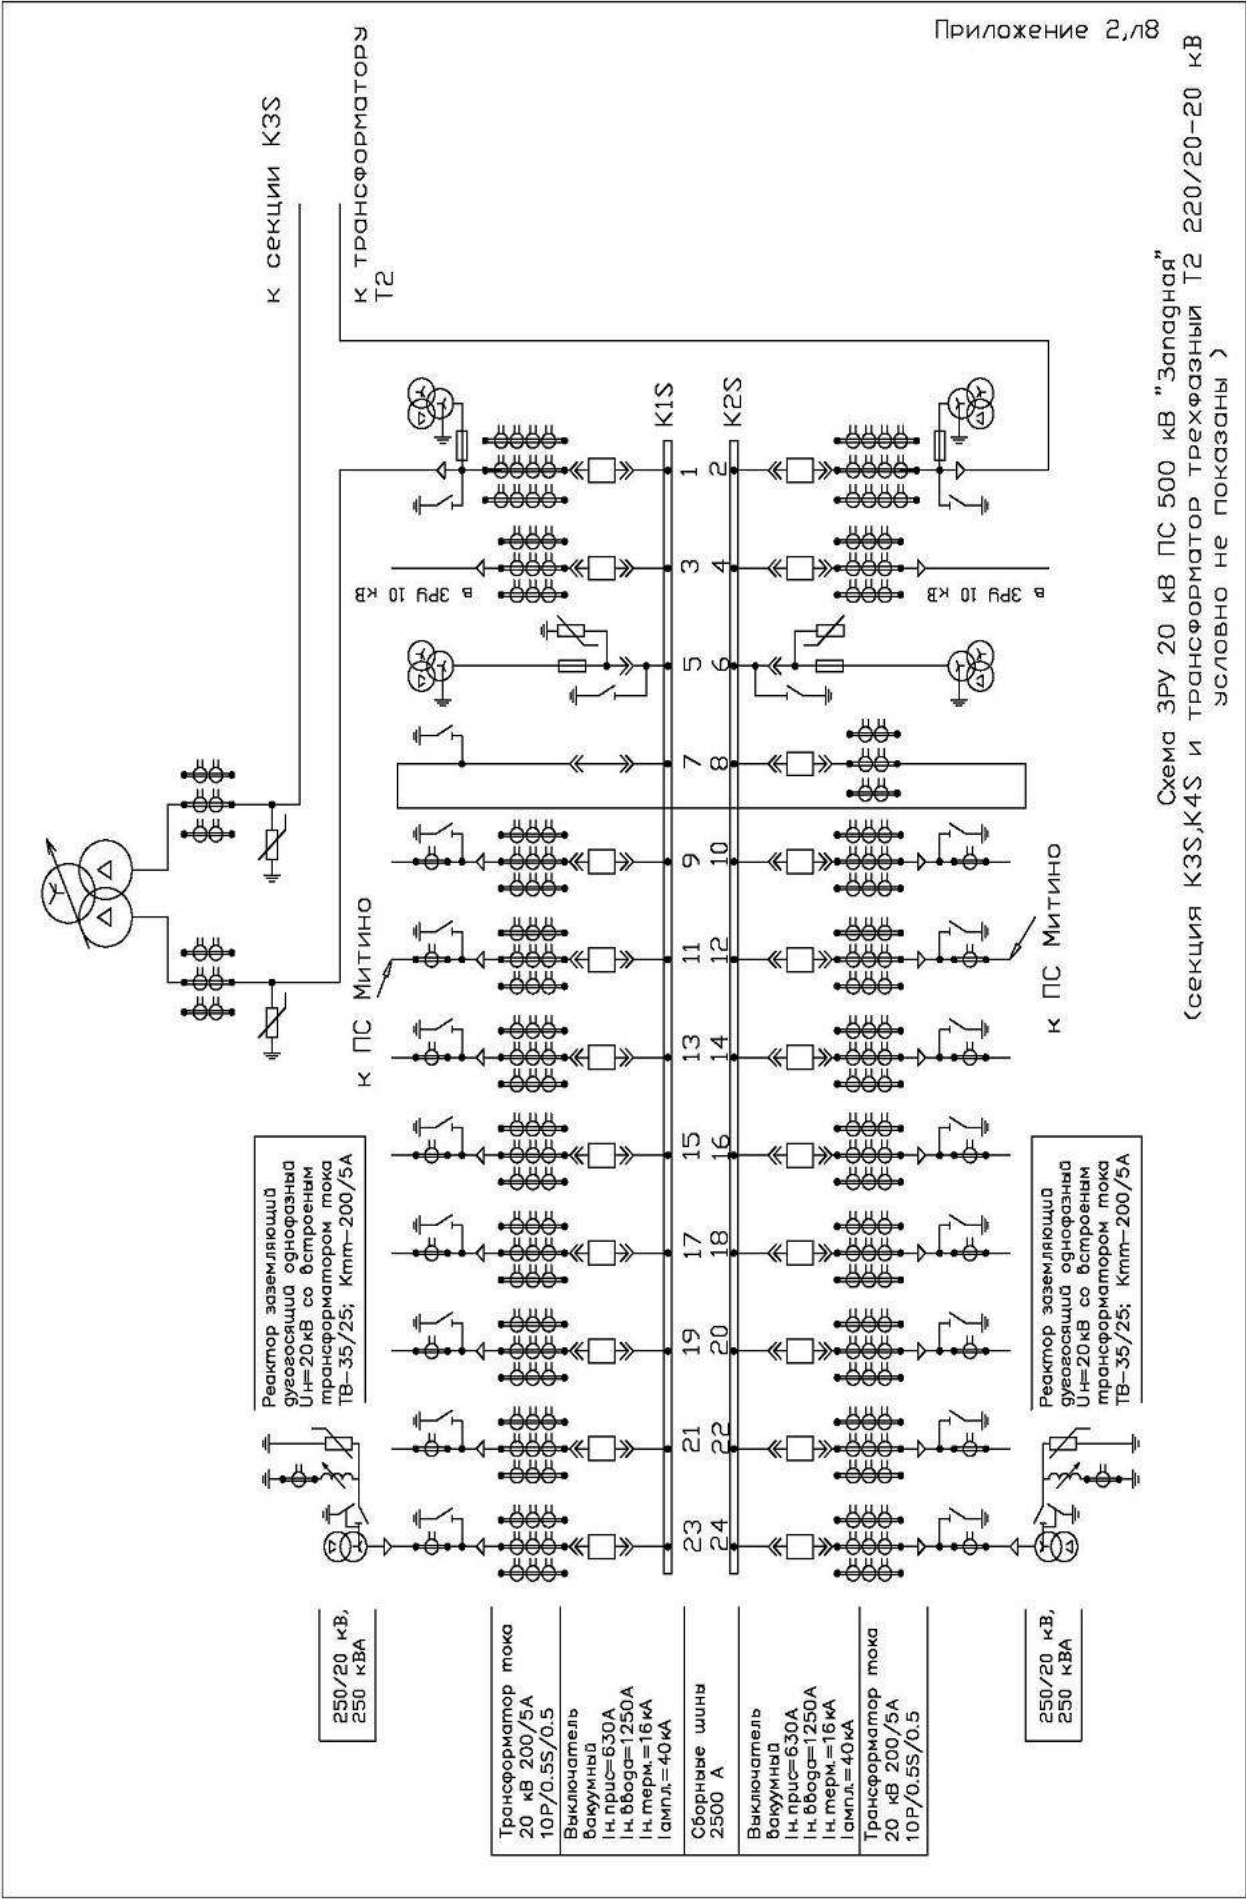 Приложение 2,л8
к секции K3S
к трансформатору
Т2
K1S
K2S
1
2
3
4
5
6
7
8
9
10
11
12
13
14
15
16
17
18
19
20
21
22
23
24
в ЗРУ 10 кВ
в ЗРУ 10 кВ
к ПС Митино
к ПС Митино
Реактор заземляющий
дугогосящий однофазный
Uн=20кВ со встроеным
трансформатором тока
ТВ-35/25; Kтт-200/5А
Реактор заземляющий
дугогосящий однофазный
Uн=20кВ со встроеным
трансформатором тока
ТВ-35/25; Kтт-200/5А
250/20 кВ,
250 кВА
Трансформатор тока
20 кВ 200/5А
10Р/0.5S/0.5
Выключатель
вакуумный
Iн.прис=630А
Iн.ввода=1250А
Iн.терм.=16кА
Iампл.=40кА
Сборные шины
2500 А
Выключатель
вакуумный
Iн.прис=630А
Iн.ввода=1250А
Iн.терм.=16кА
Iампл.=40кА
Трансформатор тока
20 кВ 200/5А
10Р/0.5S/0.5
250/20 кВ,
250 кВА
Схема ЗРУ 20 кВ ПС 500 кВ "Западная"
(секция K3S,K4S и трансформатор трехфазный Т2 220/20-20 кВ
условно не показаны )